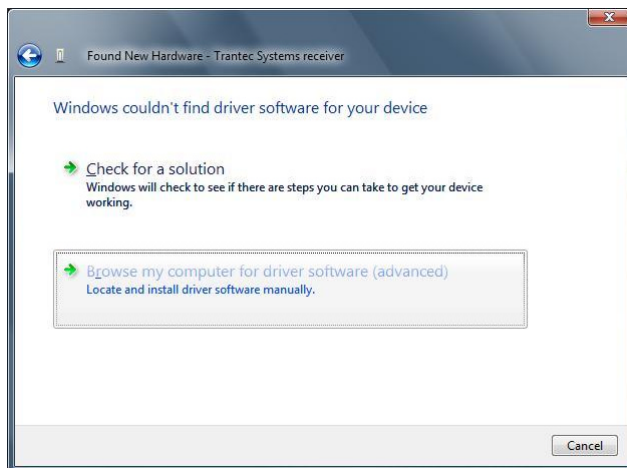 Found New Hardware - Trantec Systems receiver
Windows couldn't find driver software for your device
Check for a solution
Windows will check to see if there are steps you can take to get your device
working.
Browse my computer for driver software (advanced)
Locate and install driver software manually.
Cancel